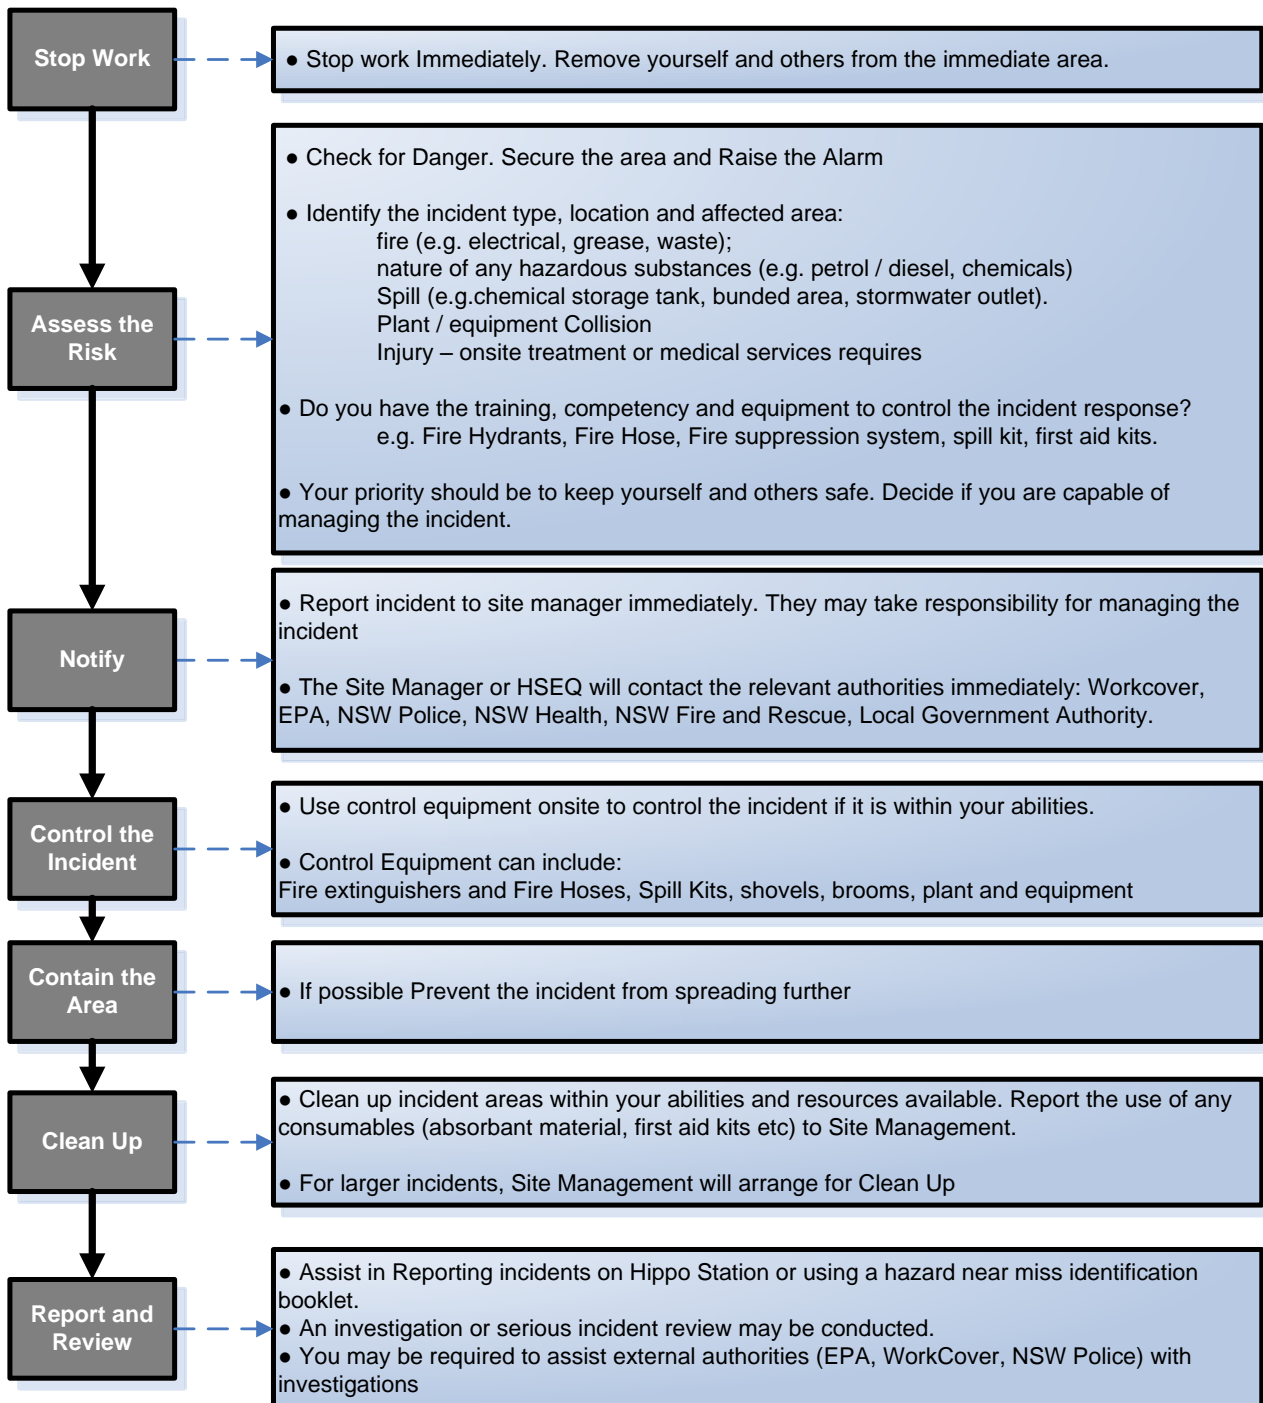 Stop Work
● Stop work Immediately. Remove yourself and others from the immediate area.
Assess the
Risk
● Check for Danger. Secure the area and Raise the Alarm
● Identify the incident type, location and affected area:
fire (e.g. electrical, grease, waste);
nature of any hazardous substances (e.g. petrol / diesel, chemicals)
Spill (e.g.chemical storage tank, bunded area, stormwater outlet).
Plant / equipment Collision
Injury – onsite treatment or medical services requires
● Do you have the training, competency and equipment to control the incident response?
e.g. Fire Hydrants, Fire Hose, Fire suppression system, spill kit, first aid kits.
● Your priority should be to keep yourself and others safe. Decide if you are capable of
managing the incident.
Notify
● Report incident to site manager immediately. They may take responsibility for managing the
incident
● The Site Manager or HSEQ will contact the relevant authorities immediately: Workcover,
EPA, NSW Police, NSW Health, NSW Fire and Rescue, Local Government Authority.
Control the
Incident
● Use control equipment onsite to control the incident if it is within your abilities.
● Control Equipment can include:
Fire extinguishers and Fire Hoses, Spill Kits, shovels, brooms, plant and equipment
Contain the
Area
● If possible Prevent the incident from spreading further
Clean Up
● Clean up incident areas within your abilities and resources available. Report the use of any
consumables (absorbant material, first aid kits etc) to Site Management.
● For larger incidents, Site Management will arrange for Clean Up
Report and
Review
● Assist in Reporting incidents on Hippo Station or using a hazard near miss identification
booklet.
● An investigation or serious incident review may be conducted.
● You may be required to assist external authorities (EPA, WorkCover, NSW Police) with
investigations